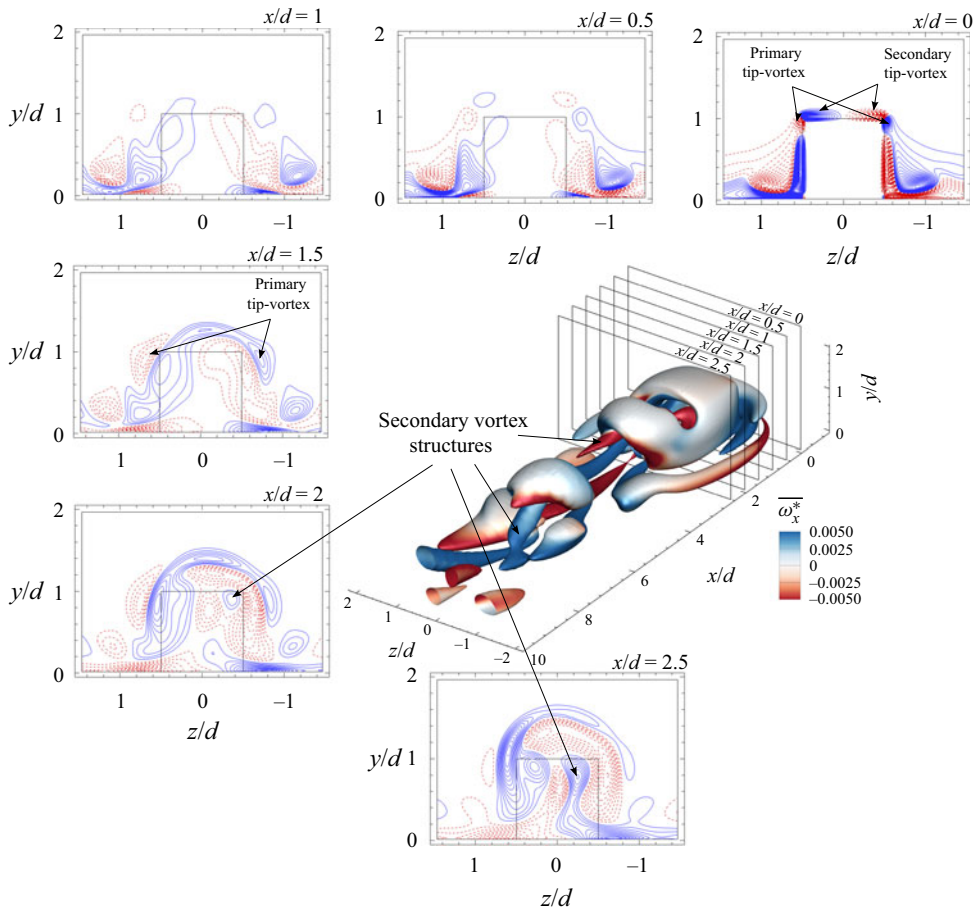 x/d = 1
2
y/d
1
0
1
0
–1
x/d = 0.5
2
1
0
1
0
–1
z/d
x/d = 0
2
Primary
tip-vortex
Secondary
tip-vortex
1
0
1
0
–1
z/d
x/d = 1.5
2
Primary
tip-vortex
y/d
1
0
1
0
–1
x/d = 2
2
y/d
1
0
1
0
–1
z/d
Secondary vortex
structures
x/d = 0
x/d = 0.5
x/d = 1
x/d = 1.5
x/d = 2
x/d = 2.5
2
1
0
y/d
0
2
4
6
8
10
x/d
2
1
0
–1
–2
z/d
ω*x
0.0050
0.0025
0
–0.0025
–0.0050
x/d = 2.5
2
y/d
1
0
1
0
–1
z/d